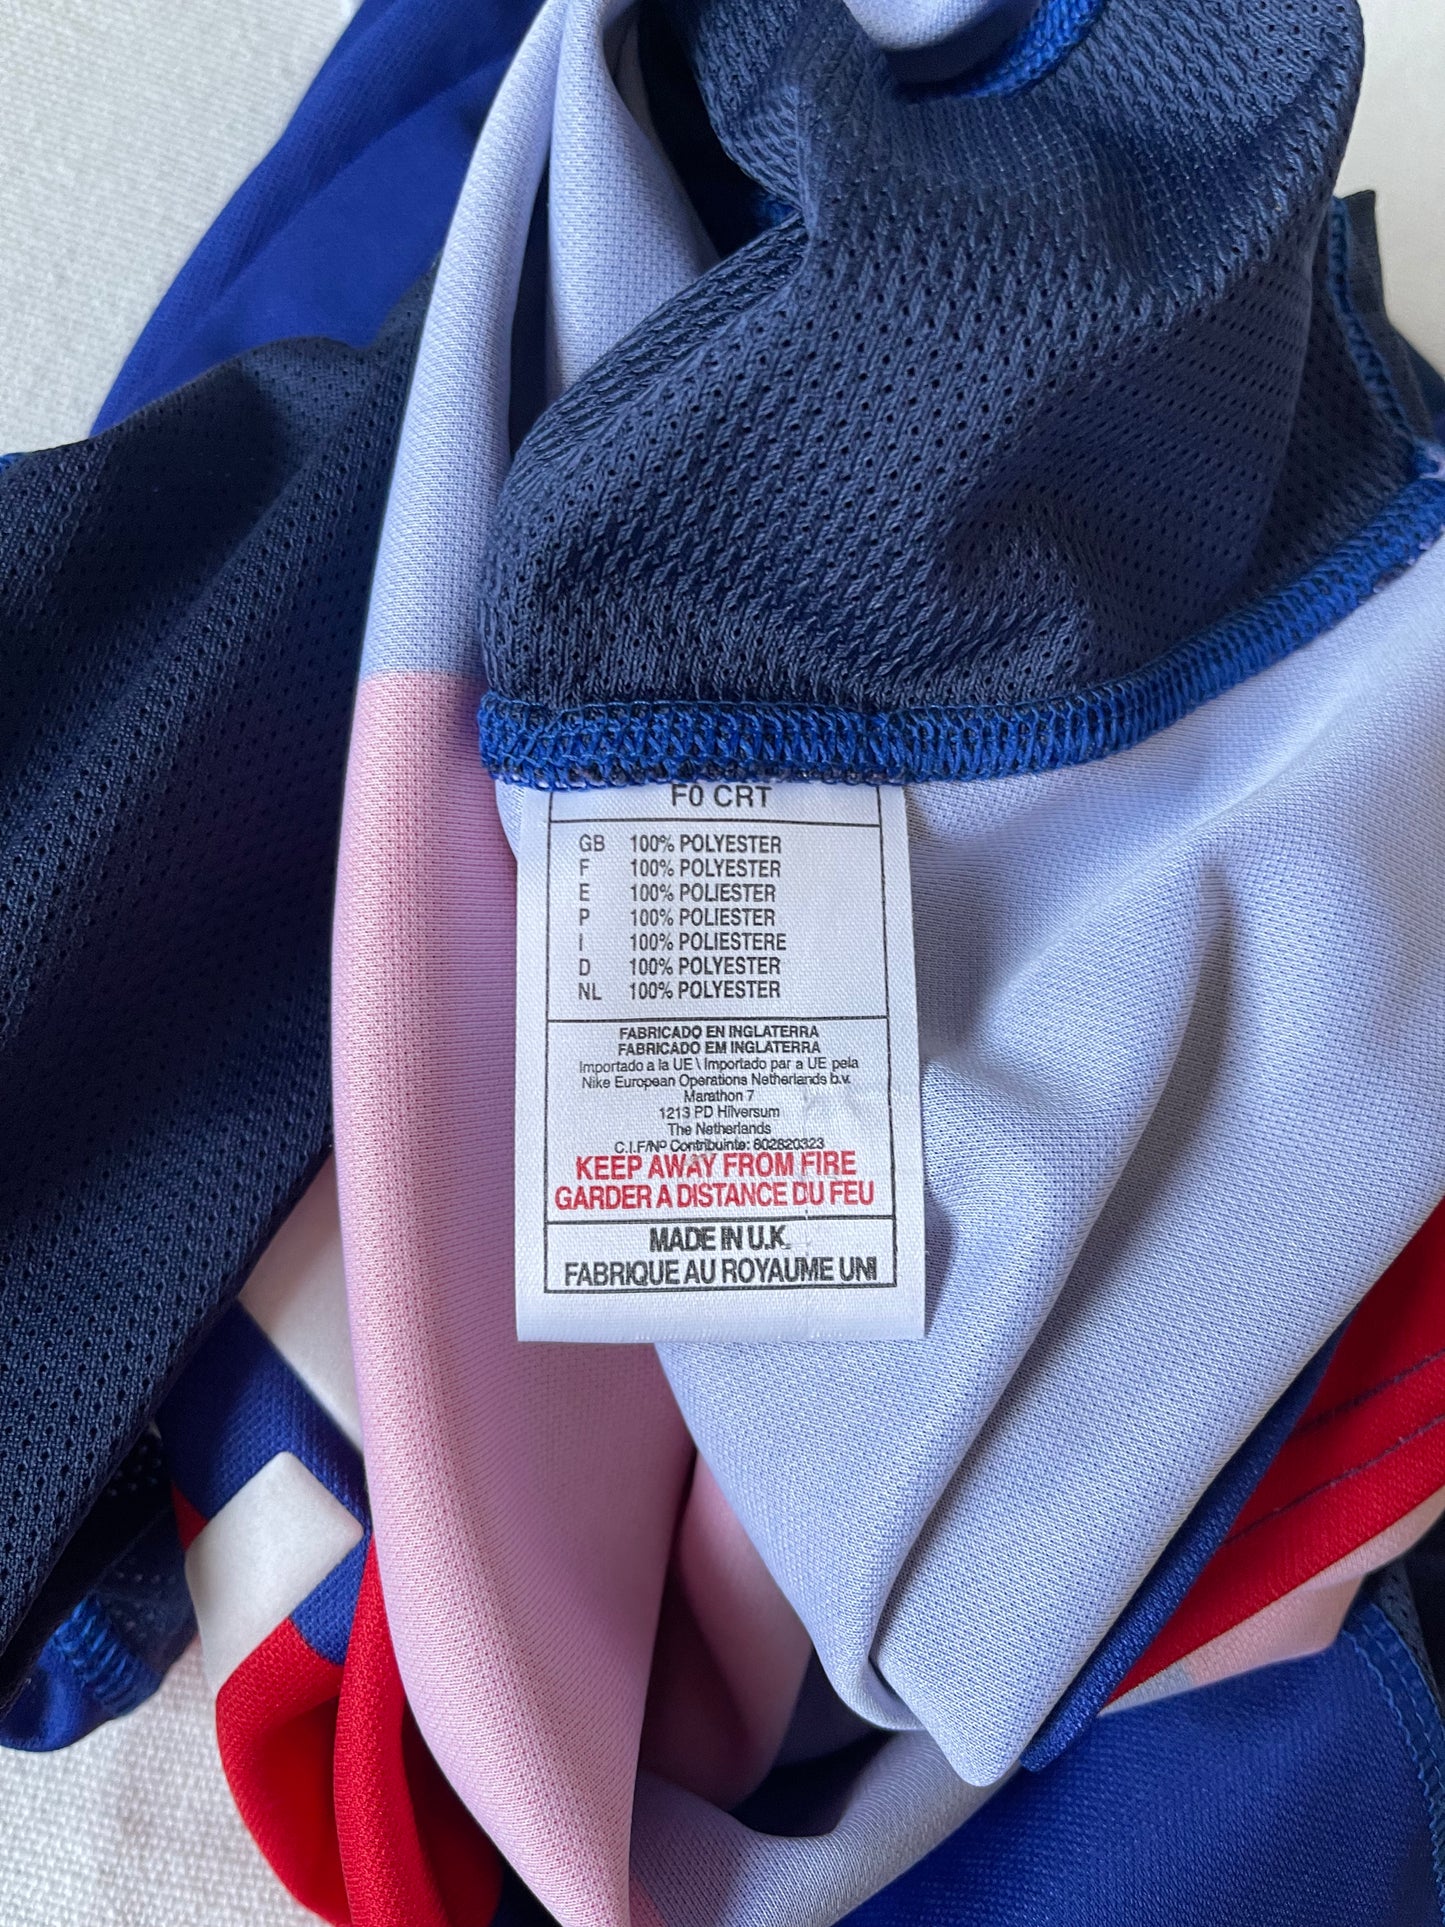 F0 CRT
GB 100% POLYESTER
F 100% POLYESTER
E 100% POLIESTER
P 100% POLIESTER
I 100% POLIESTERE
D 100% POLYESTER
NL 100% POLYESTER
FABRICADO EN INGLATERRA
FABRICADO EM INGLATERRA
Importado a la UE \ Importado par a UE pela
Nike European Operations Netherlands b.v.
Marathon 7
1213 PD Hilversum
The Netherlands
C.I.F/Nº Contribuinte: 802820323
KEEP AWAY FROM FIRE
GARDER A DISTANCE DU FEU
MADE IN U.K.
FABRIQUE AU ROYAUME UNI